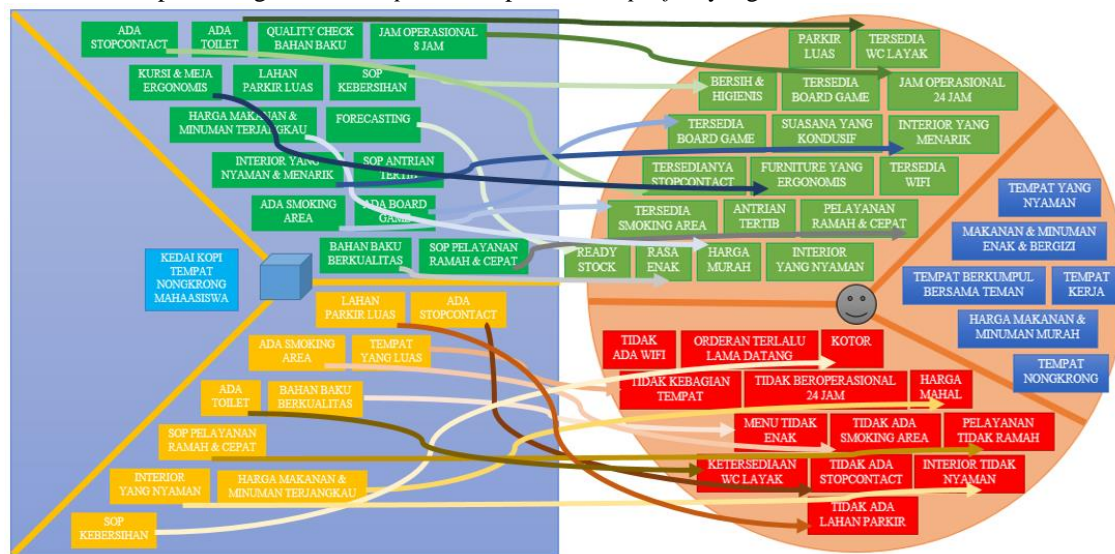 ADA
STOPCONTACT
ADA
TOILET
QUALITY CHECK
BAHAN BAKU
JAM OPERASIONAL
8 JAM
KURSI & MEJA
ERGONOMIS
LAHAN
PARKIR LUAS
SOP
KEBERSIHAN
HARGA MAKANAN &
MINUMAN TERJANGKAU
FORECASTING
INTERIOR YANG
NYAMAN & MENARIK
SOP ANTRIAN
TERTIB
ADA SMOKING
AREA
ADA BOARD
GAME
BAHAN BAKU
BERKUALITAS
SOP PELAYANAN
RAMAH & CEPAT
KEDAI KOPI
TEMPAT
NONGKRONG
MAHAASISWA
LAHAN
PARKIR LUAS
ADA
STOPCONTACT
ADA SMOKING
AREA
TEMPAT
YANG LUAS
ADA
TOILET
BAHAN BAKU
BERKUALITAS
SOP PELAYANAN
RAMAH & CEPAT
INTERIOR
YANG NYAMAN
HARGA MAKANAN &
MINUMAN TERJANGKAU
SOP
KEBERSIHAN
PARKIR
LUAS
TERSEDIA
WC LAYAK
BERSIH &
HIGIENIS
TERSEDIA
BOARD GAME
JAM OPERASIONAL
24 JAM
TERSEDIA
BOARD GAME
SUASANA YANG
KONDUSIF
INTERIOR YANG
MENARIK
TERSEDIANYA
STOPCONTACT
FURNITURE YANG
ERGONOMIS
TERSEDIA
WIFI
TERSEDIA
SMOKING AREA
ANTRIAN
TERTIB
PELAYANAN
RAMAH & CEPAT
READY
STOCK
RASA
ENAK
HARGA
MURAH
INTERIOR
YANG NYAMAN
TEMPAT YANG
NYAMAN
MAKANAN & MINUMAN
ENAK & BERGIZI
TEMPAT BERKUMPUL
BERSAMA TEMAN
TEMPAT
KERJA
HARGA MAKANAN &
MINUMAN MURAH
TEMPAT
NONGKRONG
TIDAK
ADA WIFI
ORDERAN TERLALU
LAMA DATANG
KOTOR
TIDAK KEBAGIAN
TEMPAT
TIDAK BEROPERASIONAL
24 JAM
HARGA
MAHAL
MENU TIDAK
ENAK
TIDAK ADA
SMOKING AREA
PELAYANAN
TIDAK RAMAH
KETERSEDIAAN
WC LAYAK
TIDAK ADA
STOPCONTACT
INTERIOR TIDAK
NYAMAN
TIDAK ADA
LAHAN PARKIR